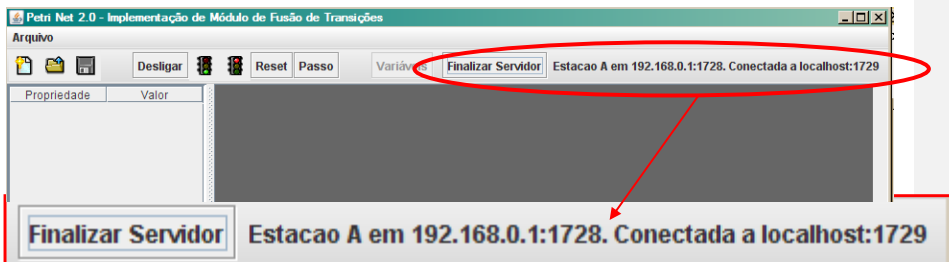 Petri Net 2.0 - Implementação de Módulo de Fusão de Transições
Arquivo
Desligar Reset Passo Variáveis Finalizar Servidor Estacao A em 192.168.0.1:1728. Conectada a localhost:1729
Propriedade Valor
Finalizar Servidor Estacao A em 192.168.0.1:1728. Conectada a localhost:1729